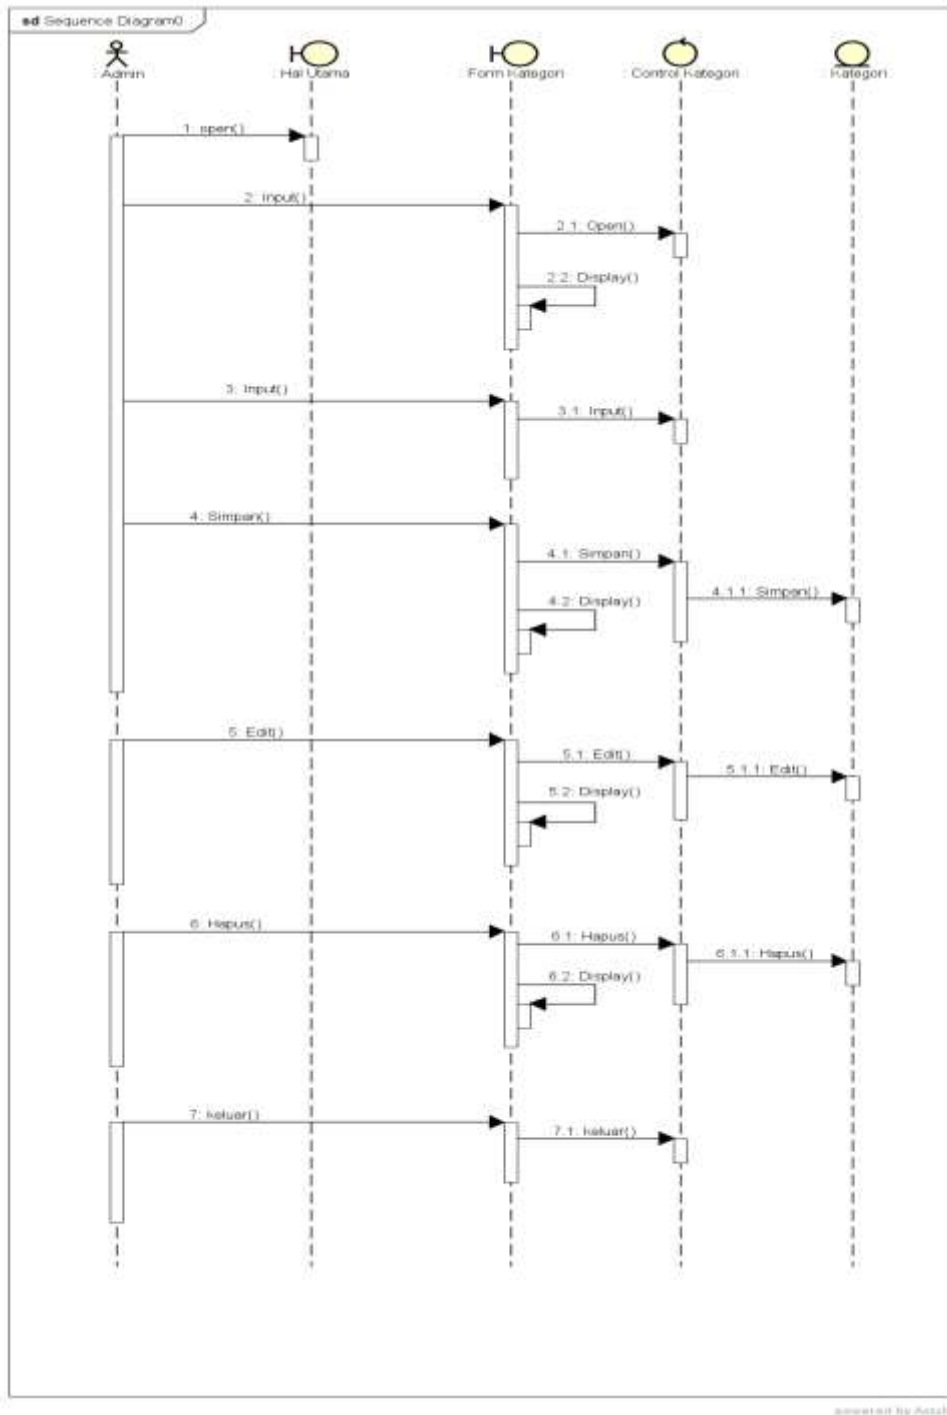 sd Sequence Diagram0
: Admin
: Hal Utama
: Form Kategori
: Control Kategori
: Kategori
1: open()
2: Input()
2.1: Open()
2.2: Display()
3: Input()
3.1: Input()
4: Simpan()
4.1: Simpan()
4.1.1: Simpan()
4.2: Display()
5: Edit()
5.1: Edit()
5.1.1: Edit()
5.2: Display()
6: Hapus()
6.1: Hapus()
6.1.1: Hapus()
6.2: Display()
7: keluar()
7.1: keluar()
powered by